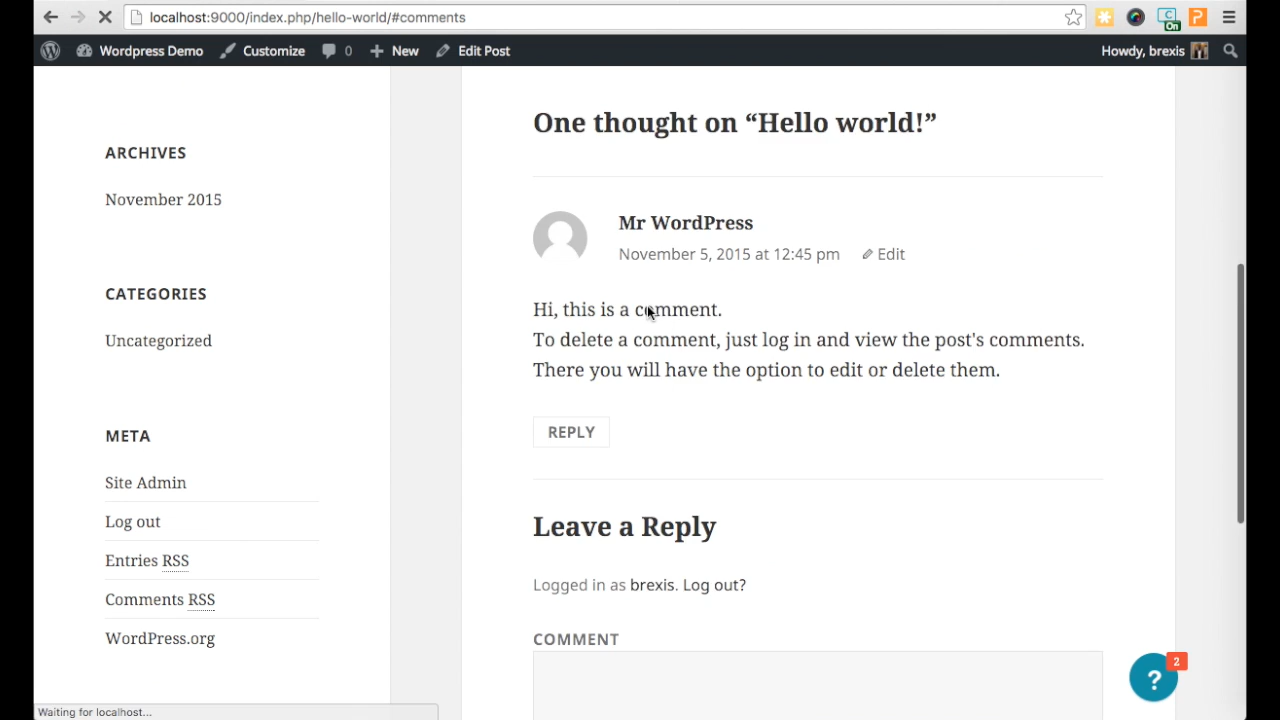 localhost:9000/index.php/hello-world/#comments
C
On
P
Wordpress Demo
Customize
0
New
Edit Post
Howdy, brexis
ARCHIVES
November 2015
CATEGORIES
Uncategorized
META
Site Admin
Log out
Entries RSS
Comments RSS
WordPress.org
One thought on “Hello world!”
Mr WordPress
November 5, 2015 at 12:45 pm
Edit
Hi, this is a comment.
To delete a comment, just log in and view the post's comments.
There you will have the option to edit or delete them.
REPLY
Leave a Reply
Logged in as brexis. Log out?
COMMENT
?
2
Waiting for localhost...